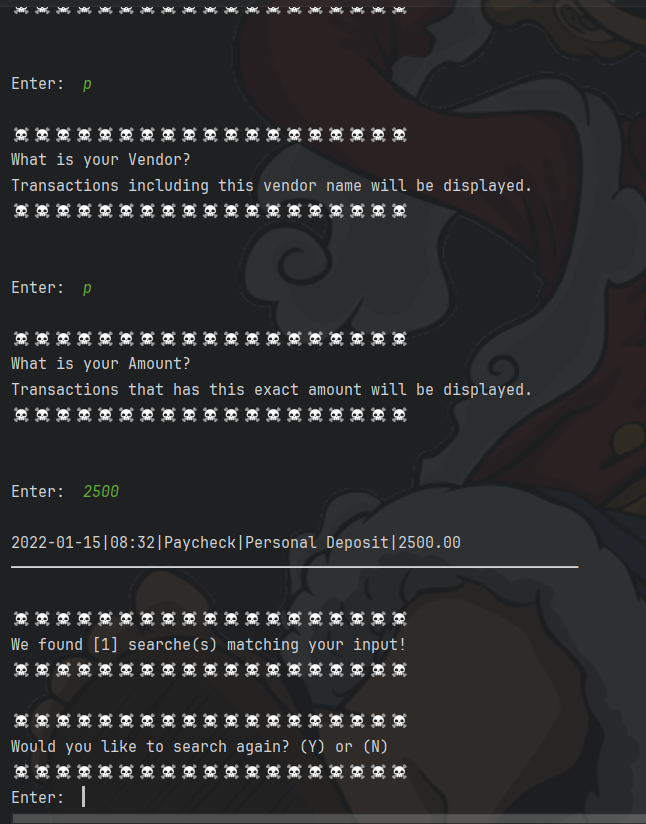 ☠☠☠☠☠☠☠☠☠☠☠☠☠☠☠☠☠☠☠
Enter:  p
☠☠☠☠☠☠☠☠☠☠☠☠☠☠☠☠☠☠☠
What is your Vendor?
Transactions including this vendor name will be displayed.
☠☠☠☠☠☠☠☠☠☠☠☠☠☠☠☠☠☠☠
Enter:  p
☠☠☠☠☠☠☠☠☠☠☠☠☠☠☠☠☠☠☠
What is your Amount?
Transactions that has this exact amount will be displayed.
☠☠☠☠☠☠☠☠☠☠☠☠☠☠☠☠☠☠☠
Enter:  2500
2022-01-15|08:32|Paycheck|Personal Deposit|2500.00
☠☠☠☠☠☠☠☠☠☠☠☠☠☠☠☠☠☠☠
We found [1] searche(s) matching your input!
☠☠☠☠☠☠☠☠☠☠☠☠☠☠☠☠☠☠☠
☠☠☠☠☠☠☠☠☠☠☠☠☠☠☠☠☠☠☠
Would you like to search again? (Y) or (N)
☠☠☠☠☠☠☠☠☠☠☠☠☠☠☠☠☠☠☠
Enter: